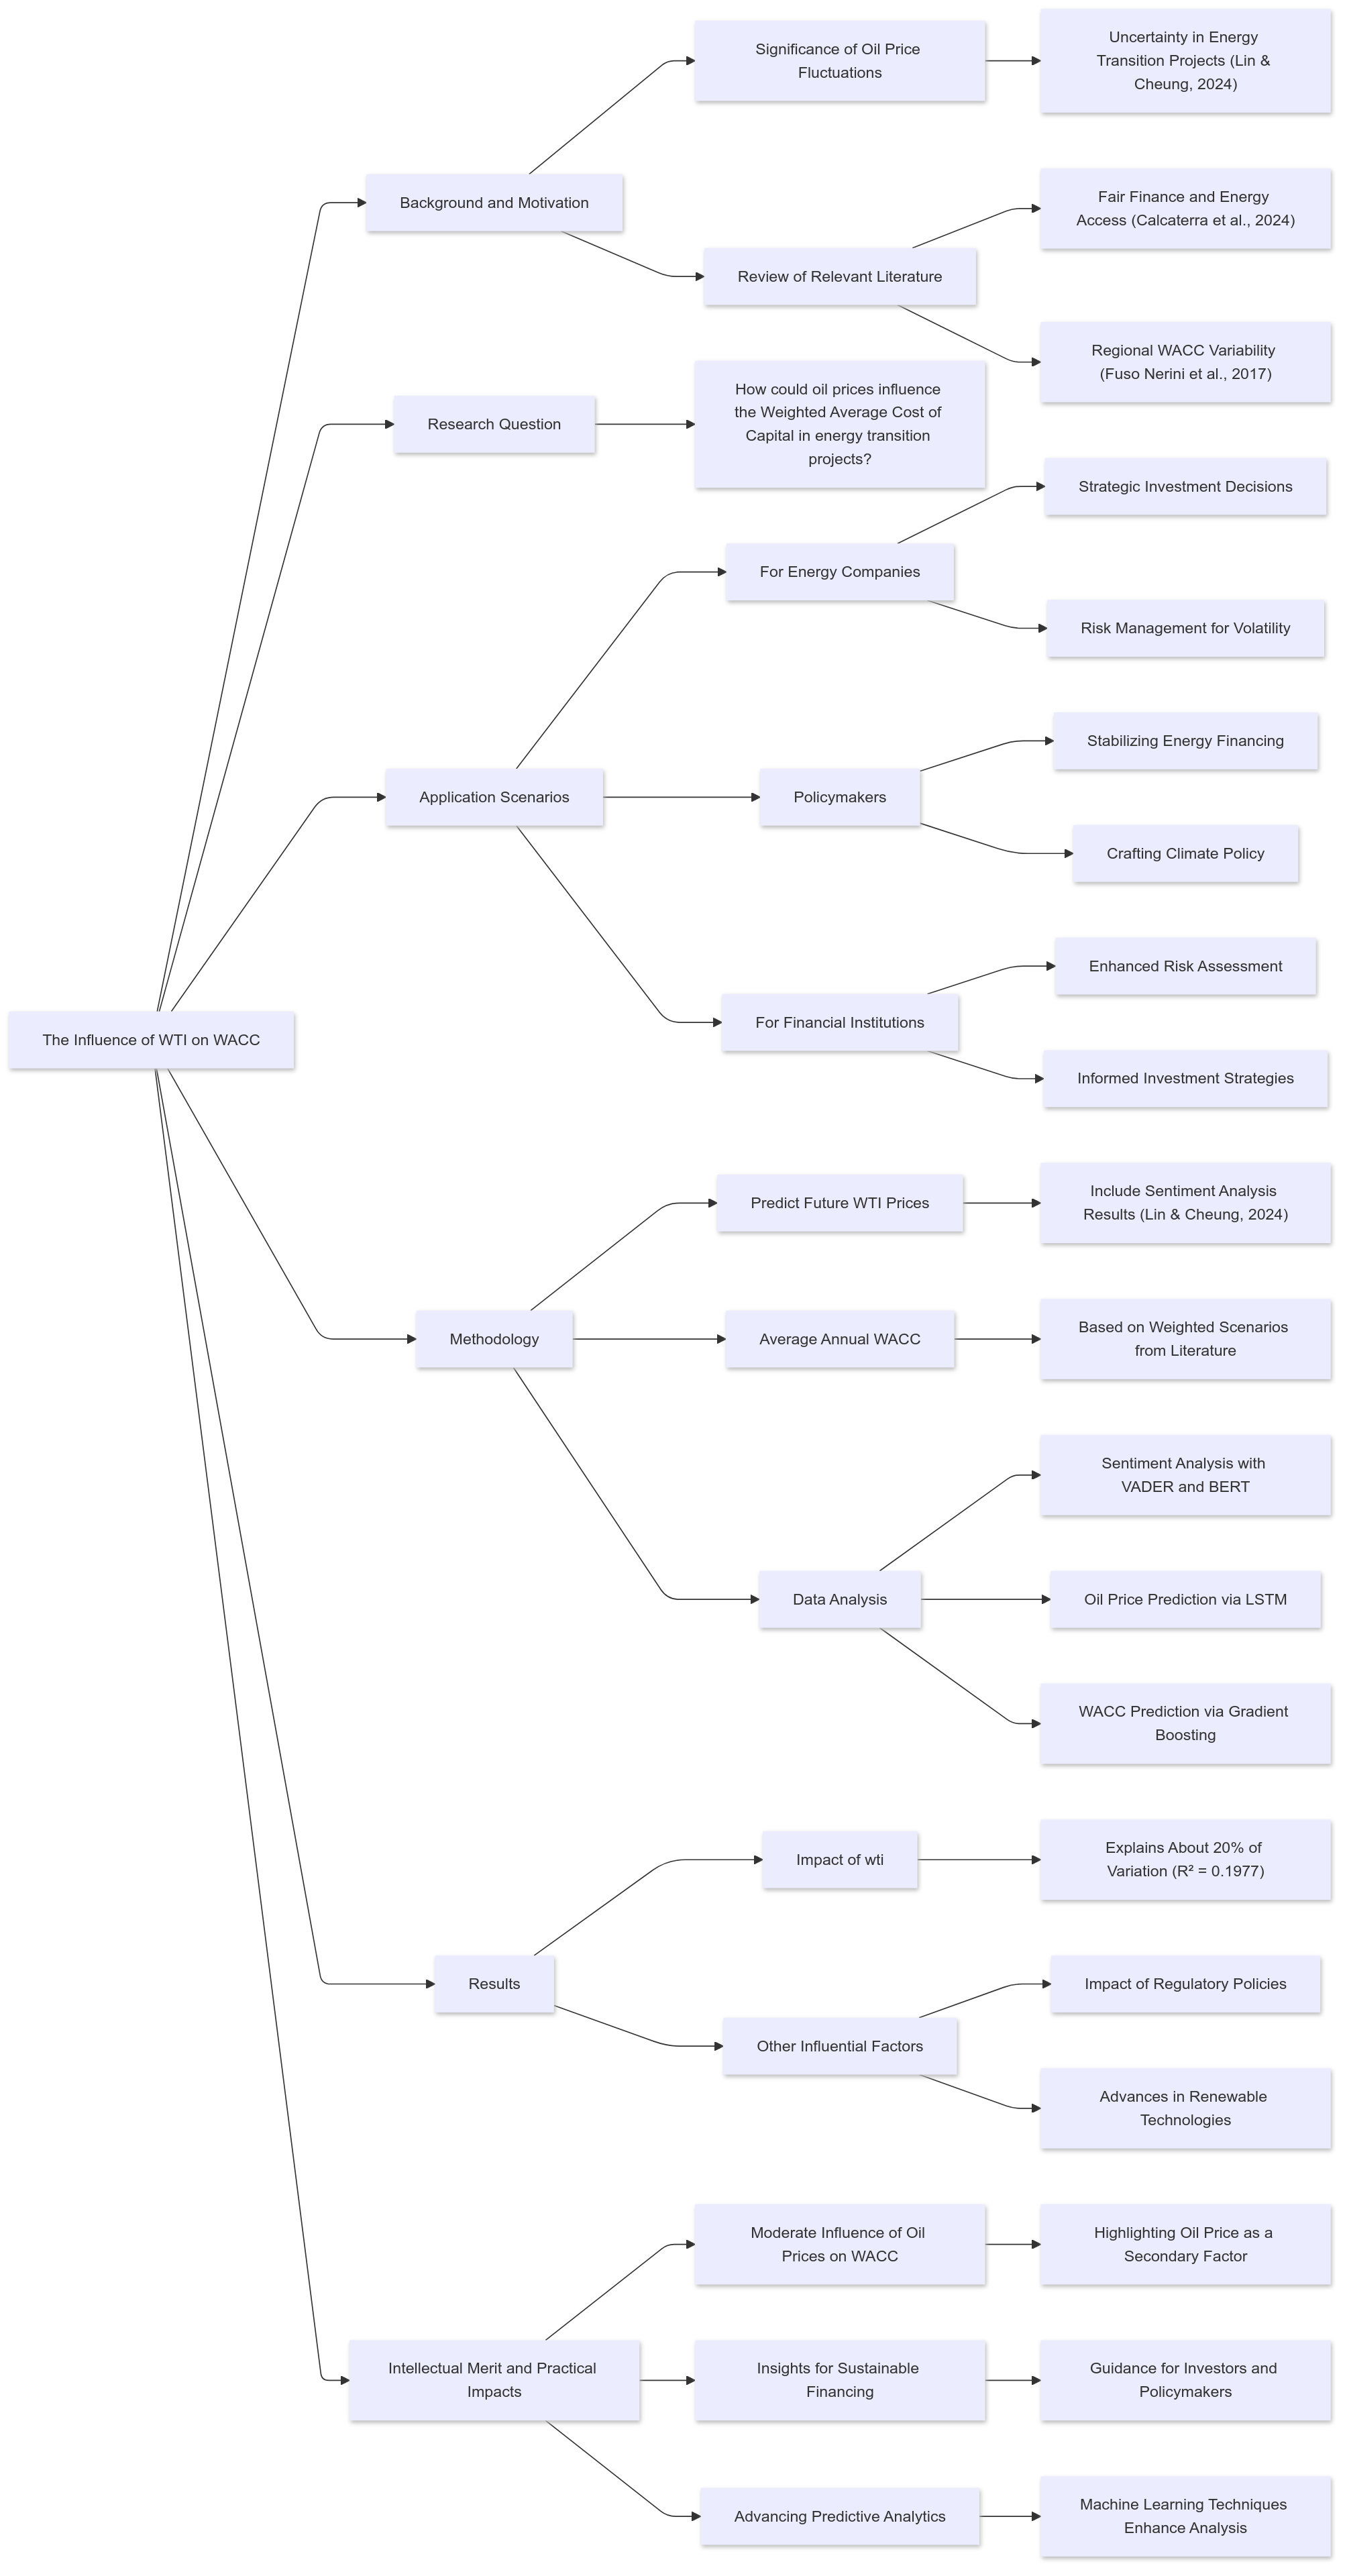 The Influence of WTI on WACC
Background and Motivation
Significance of Oil Price
Fluctuations
Uncertainty in Energy
Transition Projects (Lin &
Cheung, 2024)
Review of Relevant Literature
Fair Finance and Energy
Access (Calcaterra et al., 2024)
Regional WACC Variability
(Fuso Nerini et al., 2017)
Research Question
How could oil prices influence
the Weighted Average Cost of
Capital in energy transition
projects?
Application Scenarios
For Energy Companies
Strategic Investment Decisions
Risk Management for Volatility
Policymakers
Stabilizing Energy Financing
Crafting Climate Policy
For Financial Institutions
Enhanced Risk Assessment
Informed Investment Strategies
Methodology
Predict Future WTI Prices
Include Sentiment Analysis
Results (Lin & Cheung, 2024)
Average Annual WACC
Based on Weighted Scenarios
from Literature
Data Analysis
Sentiment Analysis with
VADER and BERT
Oil Price Prediction via LSTM
WACC Prediction via Gradient
Boosting
Results
Impact of wti
Explains About 20% of
Variation (R² = 0.1977)
Other Influential Factors
Impact of Regulatory Policies
Advances in Renewable
Technologies
Intellectual Merit and Practical
Impacts
Moderate Influence of Oil
Prices on WACC
Highlighting Oil Price as a
Secondary Factor
Insights for Sustainable
Financing
Guidance for Investors and
Policymakers
Advancing Predictive Analytics
Machine Learning Techniques
Enhance Analysis